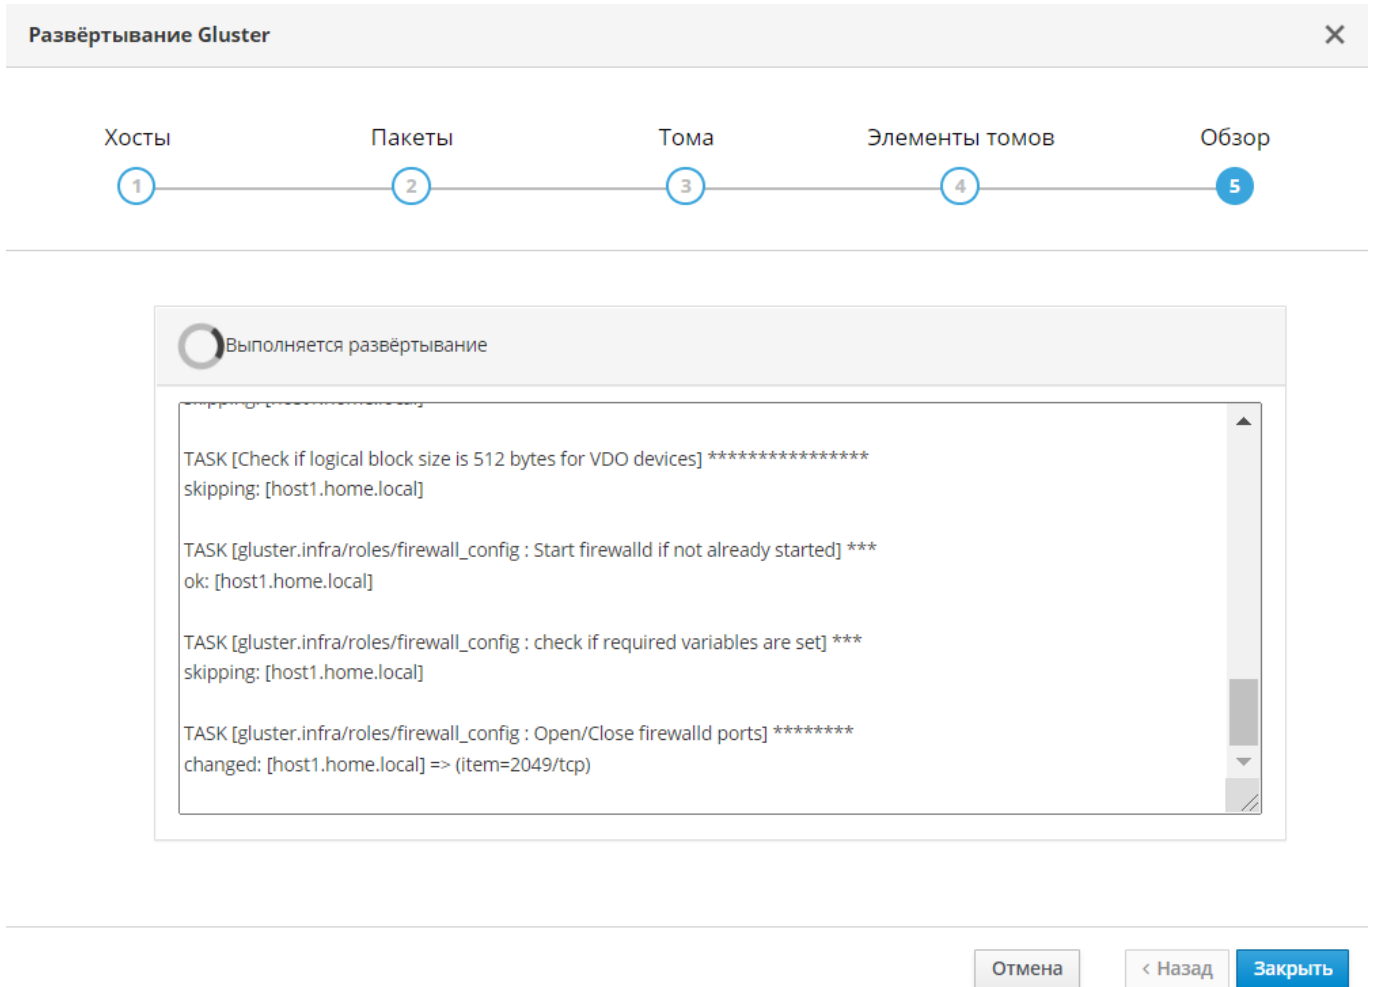 Развёртывание Gluster
Хосты Пакеты Тома Элементы томов Обзор
1 2 3 4 5
Выполняется развёртывание
skipping: [host1.home.local]
TASK [Check if logical block size is 512 bytes for VDO devices] ****************
skipping: [host1.home.local]
TASK [gluster.infra/roles/firewall_config : Start firewalld if not already started] ***
ok: [host1.home.local]
TASK [gluster.infra/roles/firewall_config : check if required variables are set] ***
skipping: [host1.home.local]
TASK [gluster.infra/roles/firewall_config : Open/Close firewalld ports] ********
changed: [host1.home.local] => (item=2049/tcp)
Отмена < Назад Закрыть